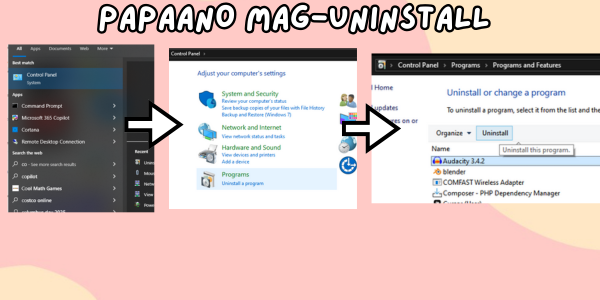 PAPAANO MAG-UNINSTALL
All Apps Documents Web More
Best match
Control Panel
System
Apps
Command Prompt
Microsoft 365 Copilot
Cortana
Remote Desktop Connection
Search the web
co - See more search results
copilot
Cool Math Games
costco online
columbus day 2025
Recent
Control Panel
Adjust your computer's settings
System and Security
Review your computer's status
Save backup copies of your files with File History
Backup and Restore (Windows 7)
Network and Internet
View network status and tasks
Hardware and Sound
View devices and printers
Add a device
Programs
Uninstall a program
Control Panel > Programs > Programs and Features
Home
updates
Uninstall or change a program
To uninstall a program, select it from the list and the
Organize Uninstall
Uninstall this program.
Name
Audacity 3.4.2
blender
COMFAST Wireless Adapter
Composer - PHP Dependency Manager